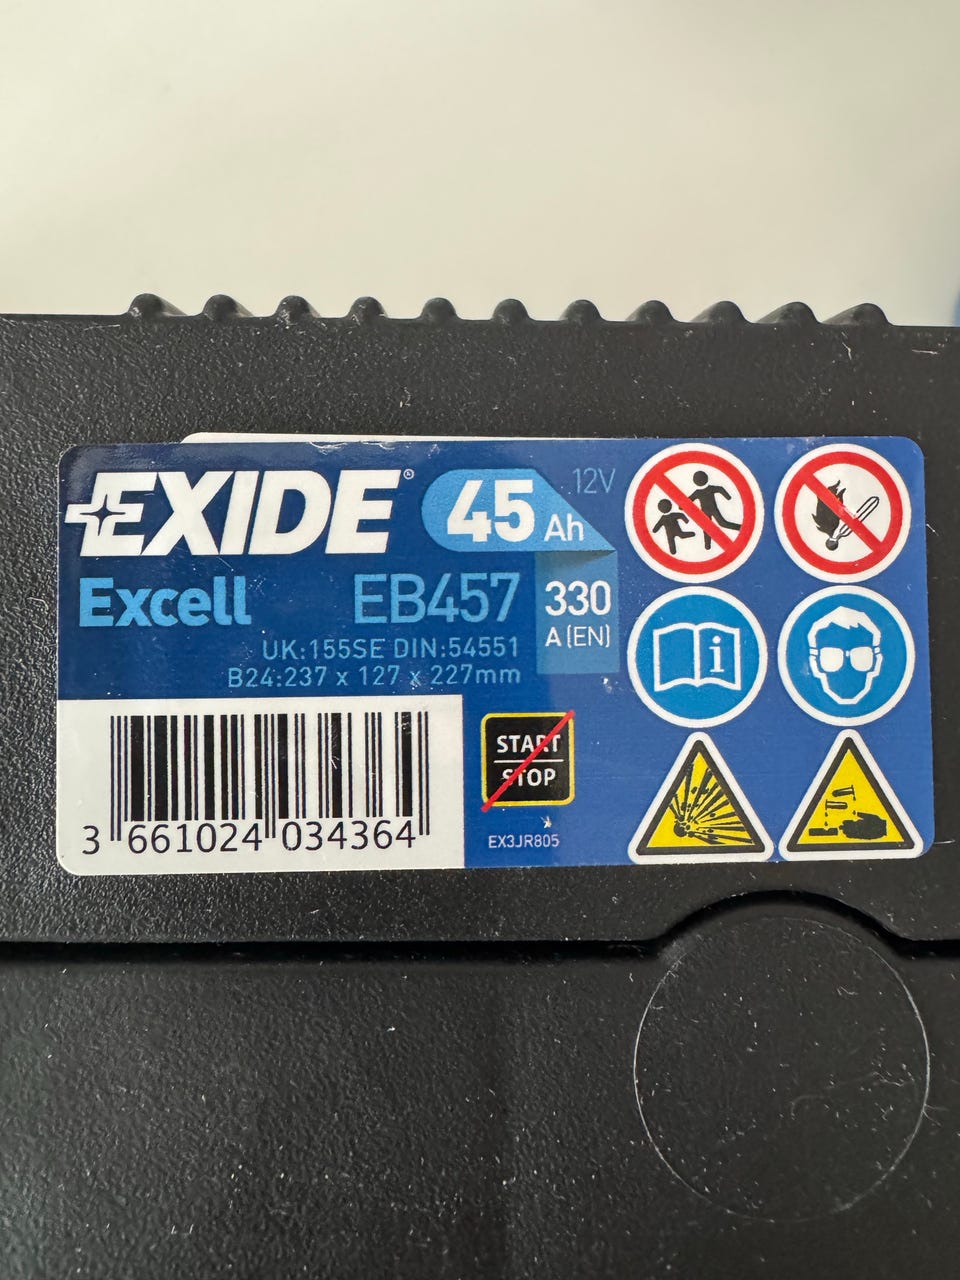 EXIDE® 45 Ah 12V
Excell EB457 330 A (EN)
UK:155SE DIN:54551
B24:237 x 127 x 227mm
START
STOP
3 661024 034364
EX3JR805
i